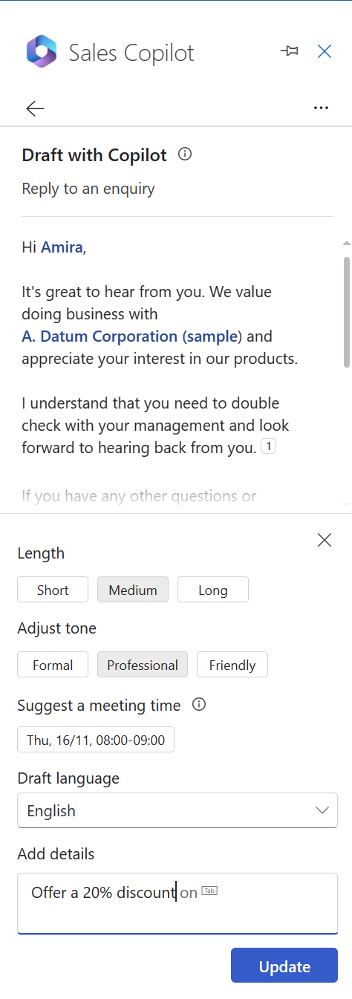 Sales Copilot
Draft with Copilot
Reply to an enquiry
Hi Amira,
It's great to hear from you. We value
doing business with
A. Datum Corporation (sample) and
appreciate your interest in our products.
I understand that you need to double
check with your management and look
forward to hearing back from you. 1
If you have any other questions or
Length
Short Medium Long
Adjust tone
Formal Professional Friendly
Suggest a meeting time
Thu, 16/11, 08:00-09:00
Draft language
English
Add details
Offer a 20% discount on Tab
Update